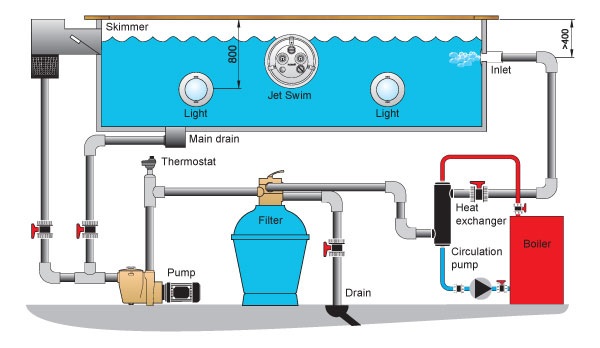 Skimmer
800
>400
Inlet
Jet Swim
Light
Light
Main drain
Thermostat
Heat
exchanger
Filter
Boiler
Circulation
pump
Pump
Drain